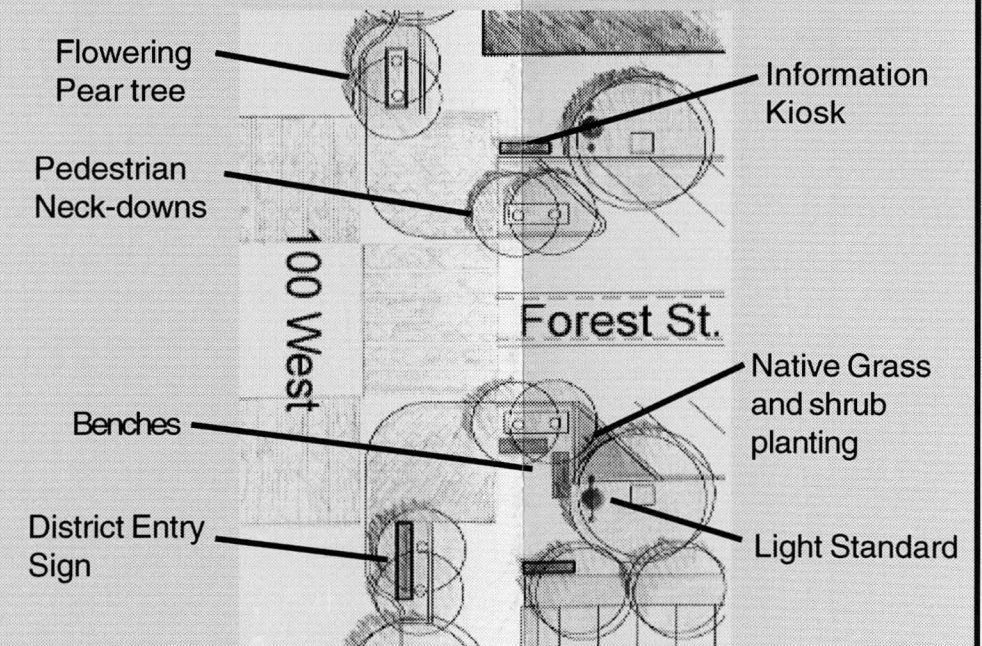 Flowering
Pear tree
Information
Kiosk
Pedestrian
Neck-downs
100 West
Forest St.
Native Grass
and shrub
planting
Benches
District Entry
Sign
Light Standard